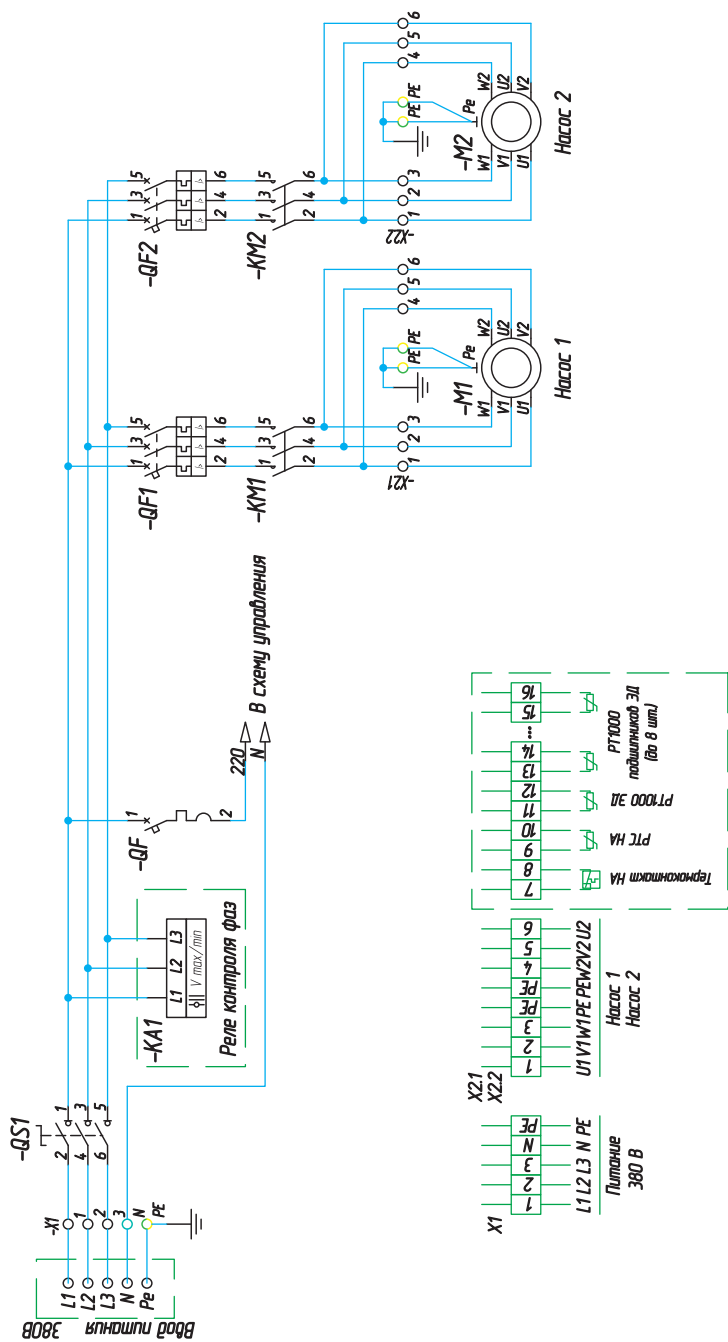 Ввод питания 380В
L1
L2
L3
N
Pe
-X1
1
2
3
N
PE
-QS1
2 1
4 3
6 5
-KA1
L1 L2 L3
V max/min
Реле контроля фаз
-QF
1
2
220
N
В схему управления
-QF1
1 3 5
2 4 6
-KM1
1 3 5
2 4 6
-X21
1 2 3 PE PE 4 5 6
-M1
Pe
W1 W2
V1 U2
U1 V2
Насос 1
-QF2
1 3 5
2 4 6
-KM2
1 3 5
2 4 6
-X22
1 2 3 PE PE 4 5 6
-M2
Pe
W1 W2
V1 U2
U1 V2
Насос 2
X1
1 2 3 N PE
L1 L2 L3 N PE
Питание
380 В
X2.1
X2.2
1 2 3 PE PE 4 5 6
U1 V1 W1 PE PE W2 V2 U2
Насос 1
Насос 2
7 8 9 10 11 12 13 14 ... 15 16
Термоконтакт НА
РТС НА
РТ1000 ЭД
РТ1000
подшипников ЭД
(до 8 шт.)